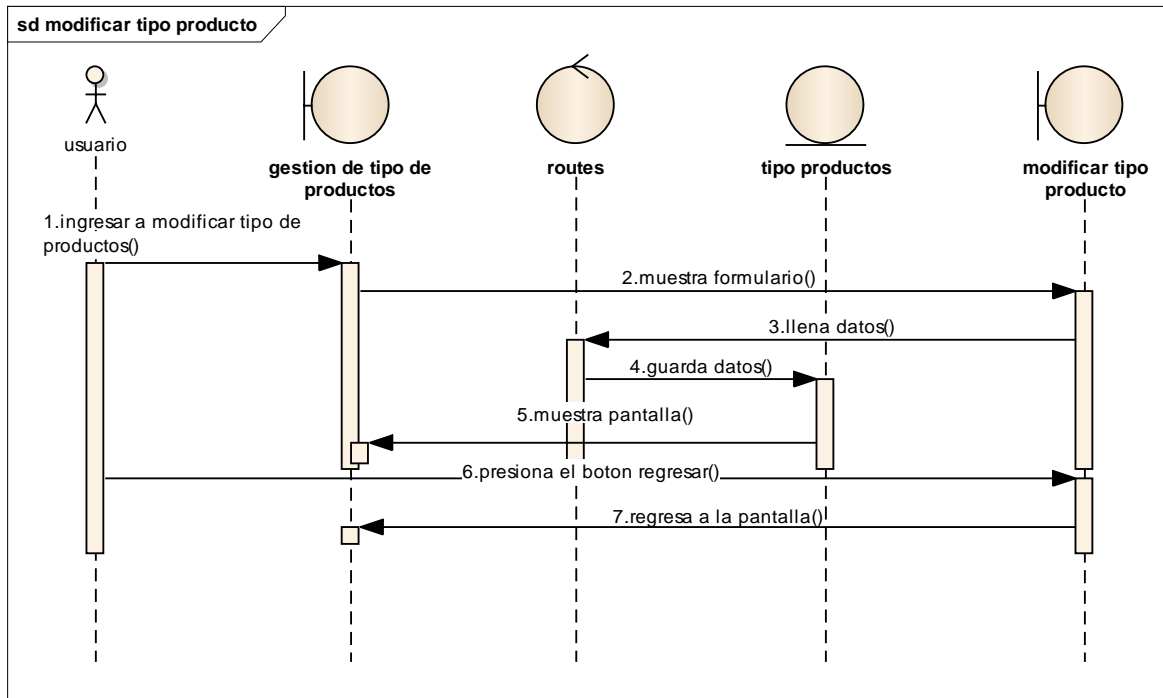 sd modificar tipo producto
usuario
gestion de tipo de
productos
routes
tipo productos
modificar tipo
producto
1.ingresar a modificar tipo de
productos()
2.muestra formulario()
3.llena datos()
4.guarda datos()
5.muestra pantalla()
6.presiona el boton regresar()
7.regresa a la pantalla()